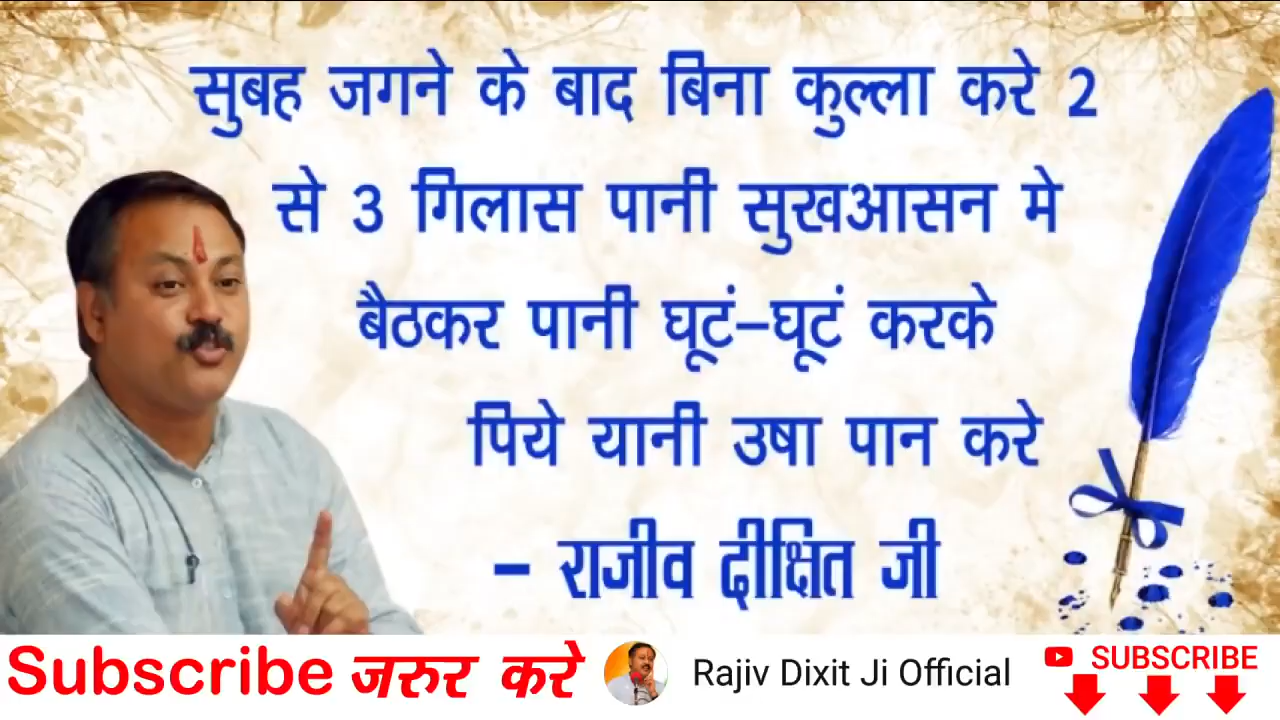 सुबह जगने के बाद बिना कुल्ला करे 2
से 3 गिलास पानी सुखआसन मे
बैठकर पानी घूटं–घूटं करके
पिये यानी उषा पान करे
– राजीव दीक्षित जी
Subscribe जरुर करे
Rajiv Dixit Ji Official
SUBSCRIBE